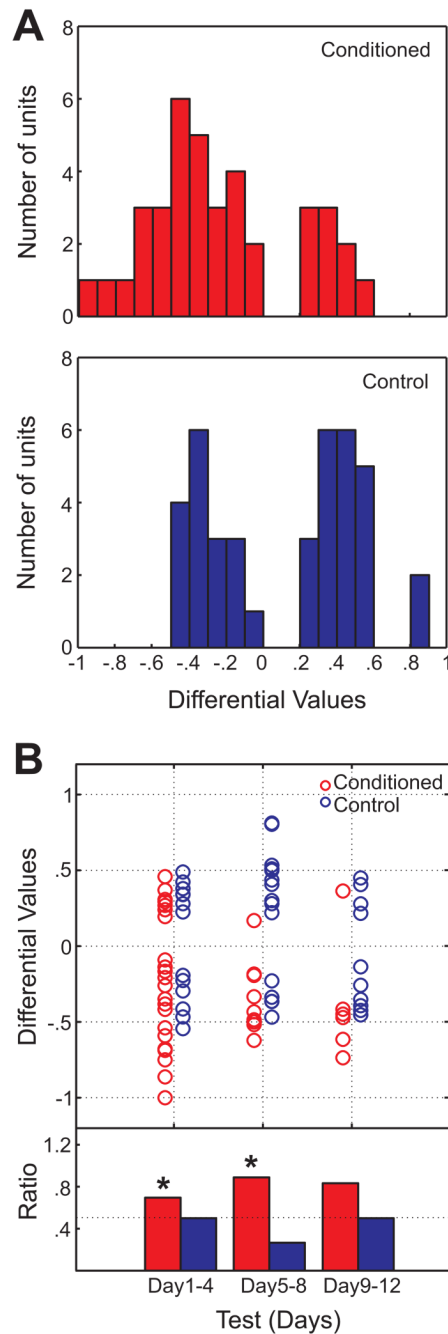 A
8
Conditioned
6
4
2
0
Number of units
8
Control
6
4
2
0
Number of units
-1 -.8 -.6 -.4 -.2 0 .2 .4 .6 .8 1
Differential Values
B
Conditioned
Control
1
.5
0
-.5
-1
Differential Values
1.2
.8
.4
Ratio
* *
Day1-4 Day5-8 Day9-12
Test (Days)